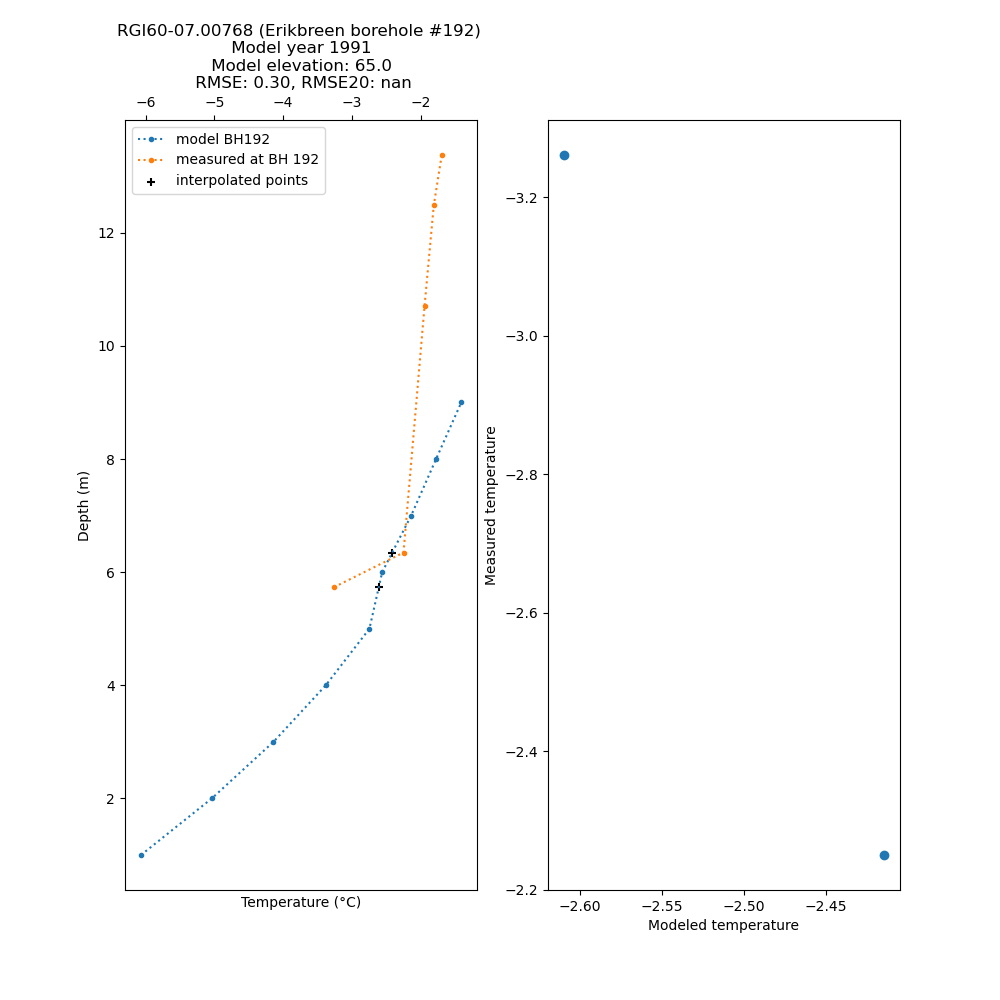 RGI60-07.00768 (Erikbreen borehole #192)
Model year 1991
Model elevation: 65.0
RMSE: 0.30, RMSE20: nan
−6 −5 −4 −3 −2
model BH192
measured at BH 192
interpolated points
12
10
8
6
4
2
Depth (m)
Temperature (°C)
−3.2
−3.0
−2.8
−2.6
−2.4
−2.2
Measured temperature
−2.60 −2.55 −2.50 −2.45
Modeled temperature